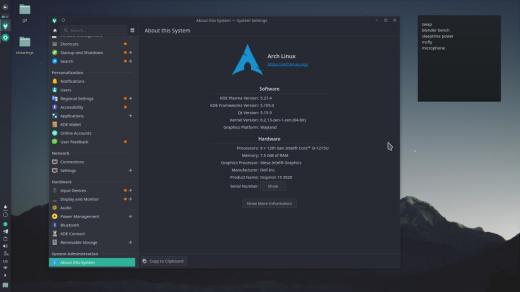 About this System — System Settings
git
Search...
About this System
Shortcuts
Startup and Shutdown
Search
Personalization
Notifications
Users
Regional Settings
Accessibility
Applications
KDE Wallet
Online Accounts
User Feedback
Network
Connections
Settings
Hardware
Input Devices
Display and Monitor
Audio
Power Management
Bluetooth
KDE Connect
Removable Storage
System Administration
About this System
Arch Linux
https://archlinux.org/
Software
KDE Plasma Version: 5.27.4
KDE Frameworks Version: 5.105.0
Qt Version: 5.15.9
Kernel Version: 6.2.13-zen-1-zen (64-bit)
Graphics Platform: Wayland
Hardware
Processors: 8 × 12th Gen Intel® Core™ i3-1215U
Memory: 7.5 GiB of RAM
Graphics Processor: Mesa Intel® Graphics
Manufacturer: Dell Inc.
Product Name: Inspiron 15 3520
Serial Number: Show
Show More Information
Copy to Clipboard
blender bench
sleep/max power
microphone